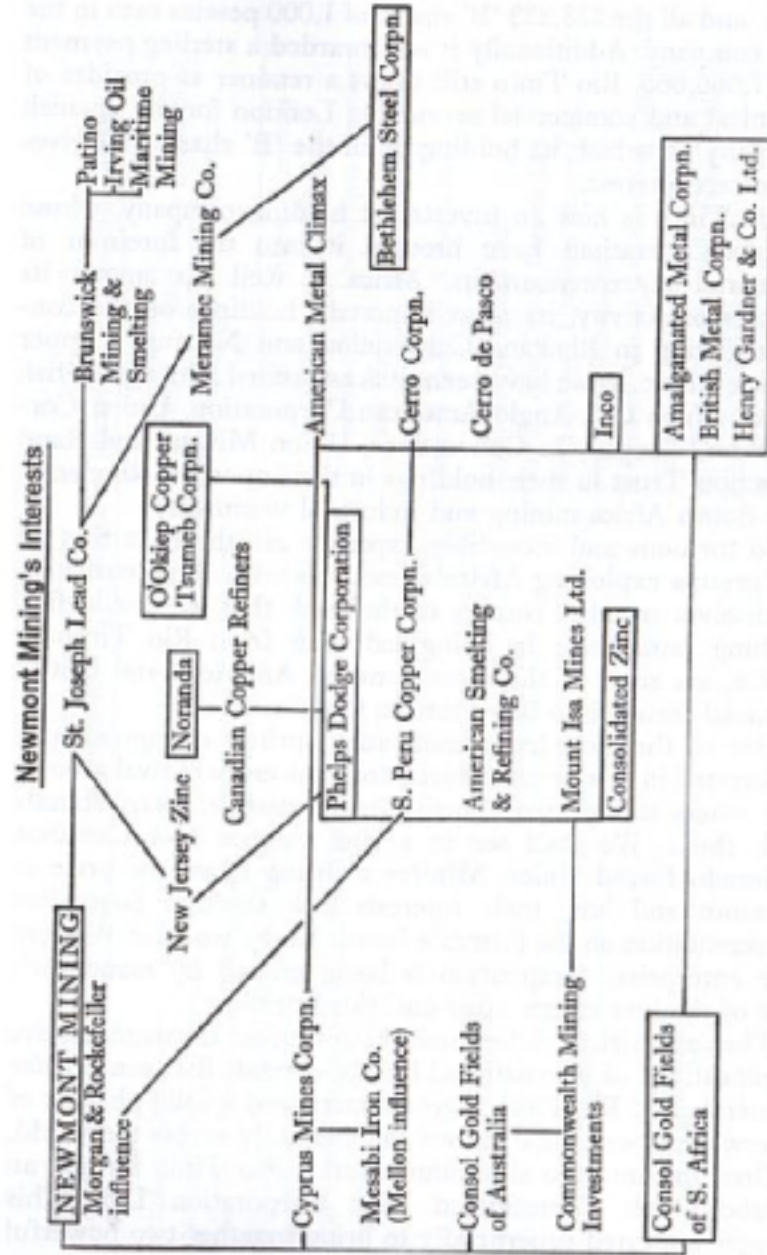 Newmont Mining's Interests
NEWMONT MINING
Morgan & Rockefeller
influence
St. Joseph Lead Co.
Brunswick
Mining &
Smelting
Patino
Irving Oil
Maritime
Mining
New Jersey Zinc
Noranda
O'Okiep Copper
Tsumeb Corpn.
Meramec Mining Co.
Canadian Copper Refinets
Cyprus Mines Corpn.
Phelps Dodge Corporation
American Metal Climax
Bethlehem Steel Corpn.
Mesabi Iron Co.
(Mellen influence)
S. Peru Copper Corpn.
Cerro Corpn.
Consol Gold Fields
of Australia
American Smelting
& Refining Co.
Cerro de Pasco
Commonwealth Mining
Investments
Mount Isa Mines Ltd.
Inco
Consolidated Zinc
Consol Gold Fields
of S. Africa
Amalgamated Metal Corpn.
British Metal Corpn.
Henry Gardner & Co. Ltd.